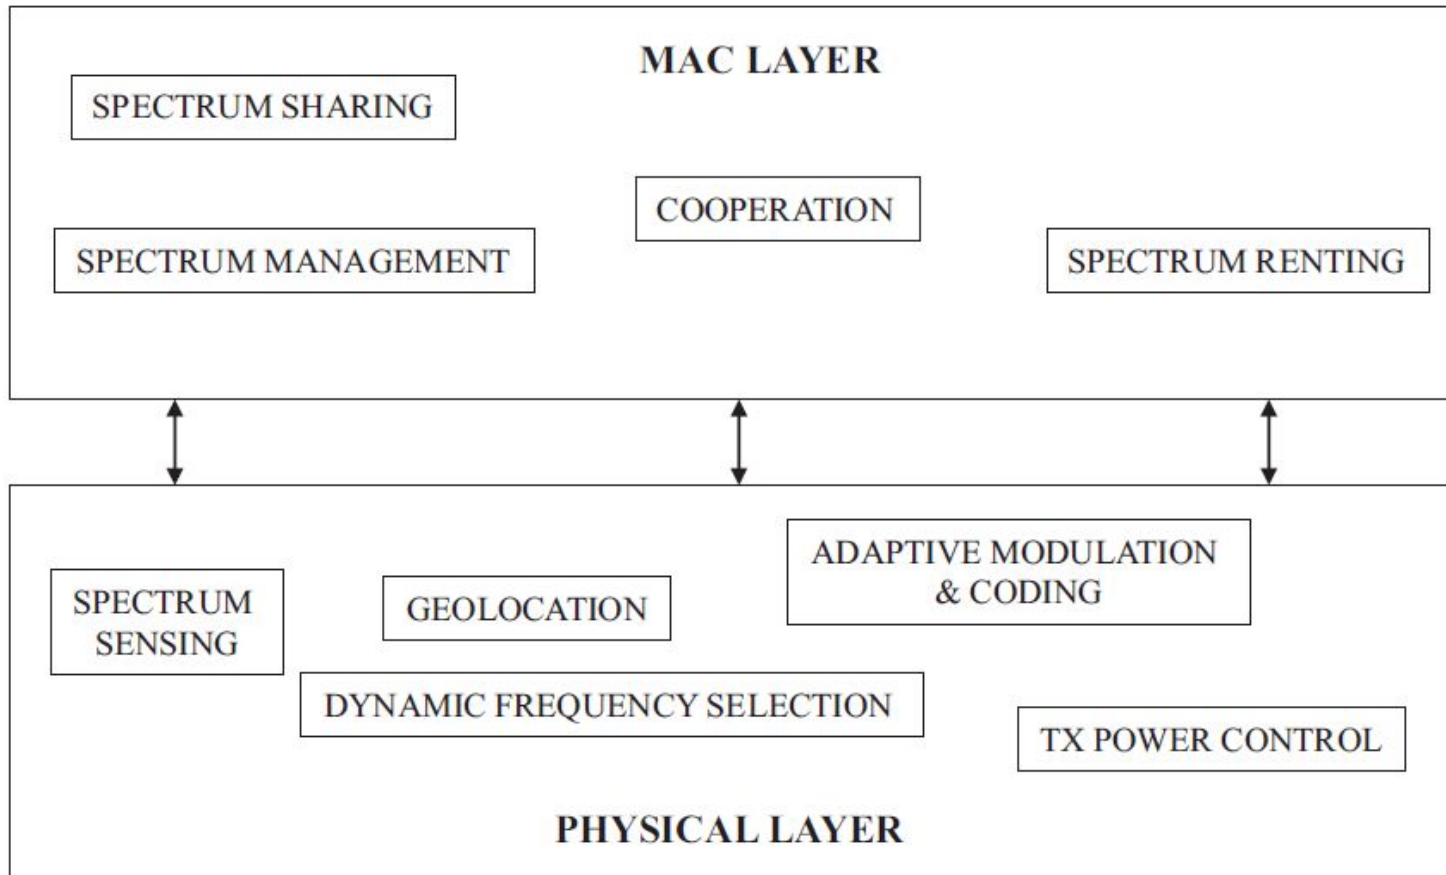 MAC LAYER
SPECTRUM SHARING
COOPERATION
SPECTRUM MANAGEMENT
SPECTRUM RENTING
ADAPTIVE MODULATION
& CODING
SPECTRUM
SENSING
GEOLOCATION
DYNAMIC FREQUENCY SELECTION
TX POWER CONTROL
PHYSICAL LAYER